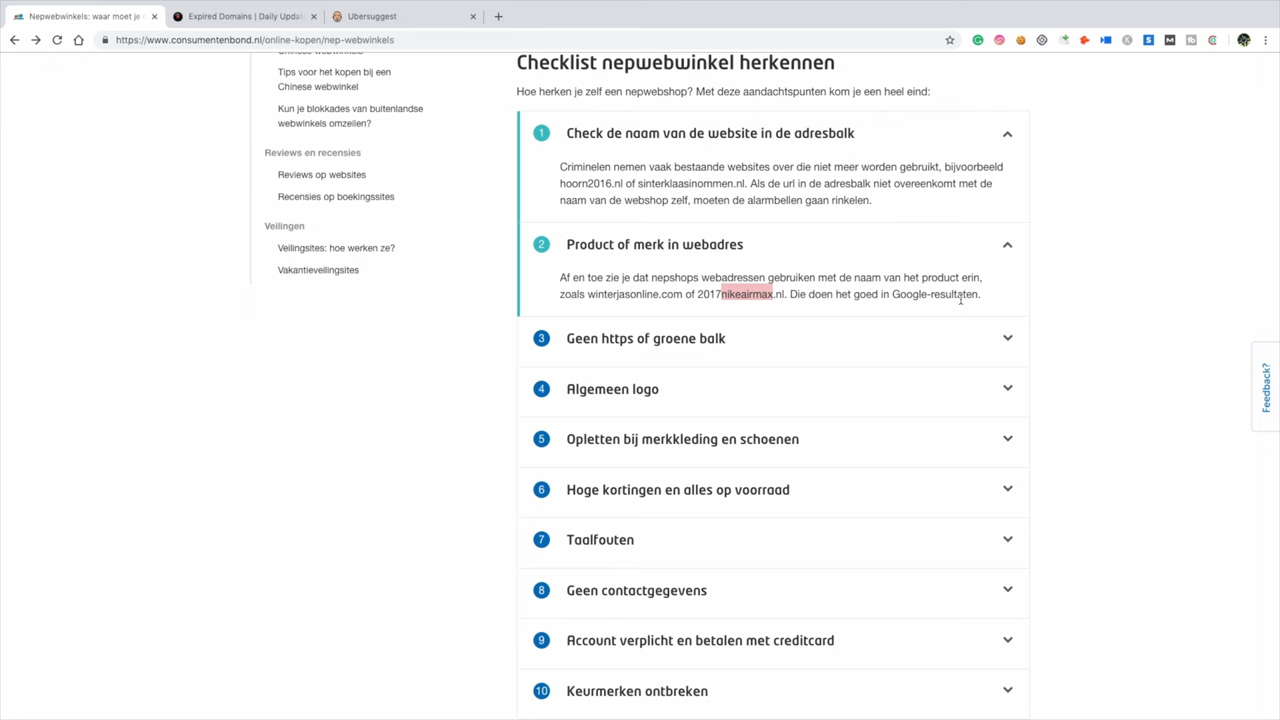 Nepwebwinkels: waar moet je
Expired Domains | Daily Update
Ubersuggest
https://www.consumentenbond.nl/online-kopen/nep-webwinkels
Chinese webwinkels
Tips voor het kopen bij een
Chinese webwinkel
Kun je blokkades van buitenlandse
webwinkels omzeilen?
Reviews en recensies
Reviews op websites
Recensies op boekingssites
Veilingen
Veilingsites: hoe werken ze?
Vakantieveilingsites
Checklist nepwebwinkel herkennen
Hoe herken je zelf een nepwebshop? Met deze aandachtspunten kom je een heel eind:
1 Check de naam van de website in de adresbalk
Criminelen nemen vaak bestaande websites over die niet meer worden gebruikt, bijvoorbeeld
hoorn2016.nl of sinterklaasinommen.nl. Als de url in de adresbalk niet overeenkomt met de
naam van de webshop zelf, moeten de alarmbellen gaan rinkelen.
2 Product of merk in webadres
Af en toe zie je dat nepshops webadressen gebruiken met de naam van het product erin,
zoals winterjasonline.com of 2017nikeairmax.nl. Die doen het goed in Google-resultaten.
3 Geen https of groene balk
4 Algemeen logo
5 Opletten bij merkkleding en schoenen
6 Hoge kortingen en alles op voorraad
7 Taalfouten
8 Geen contactgegevens
9 Account verplicht en betalen met creditcard
10 Keurmerken ontbreken
Feedback?